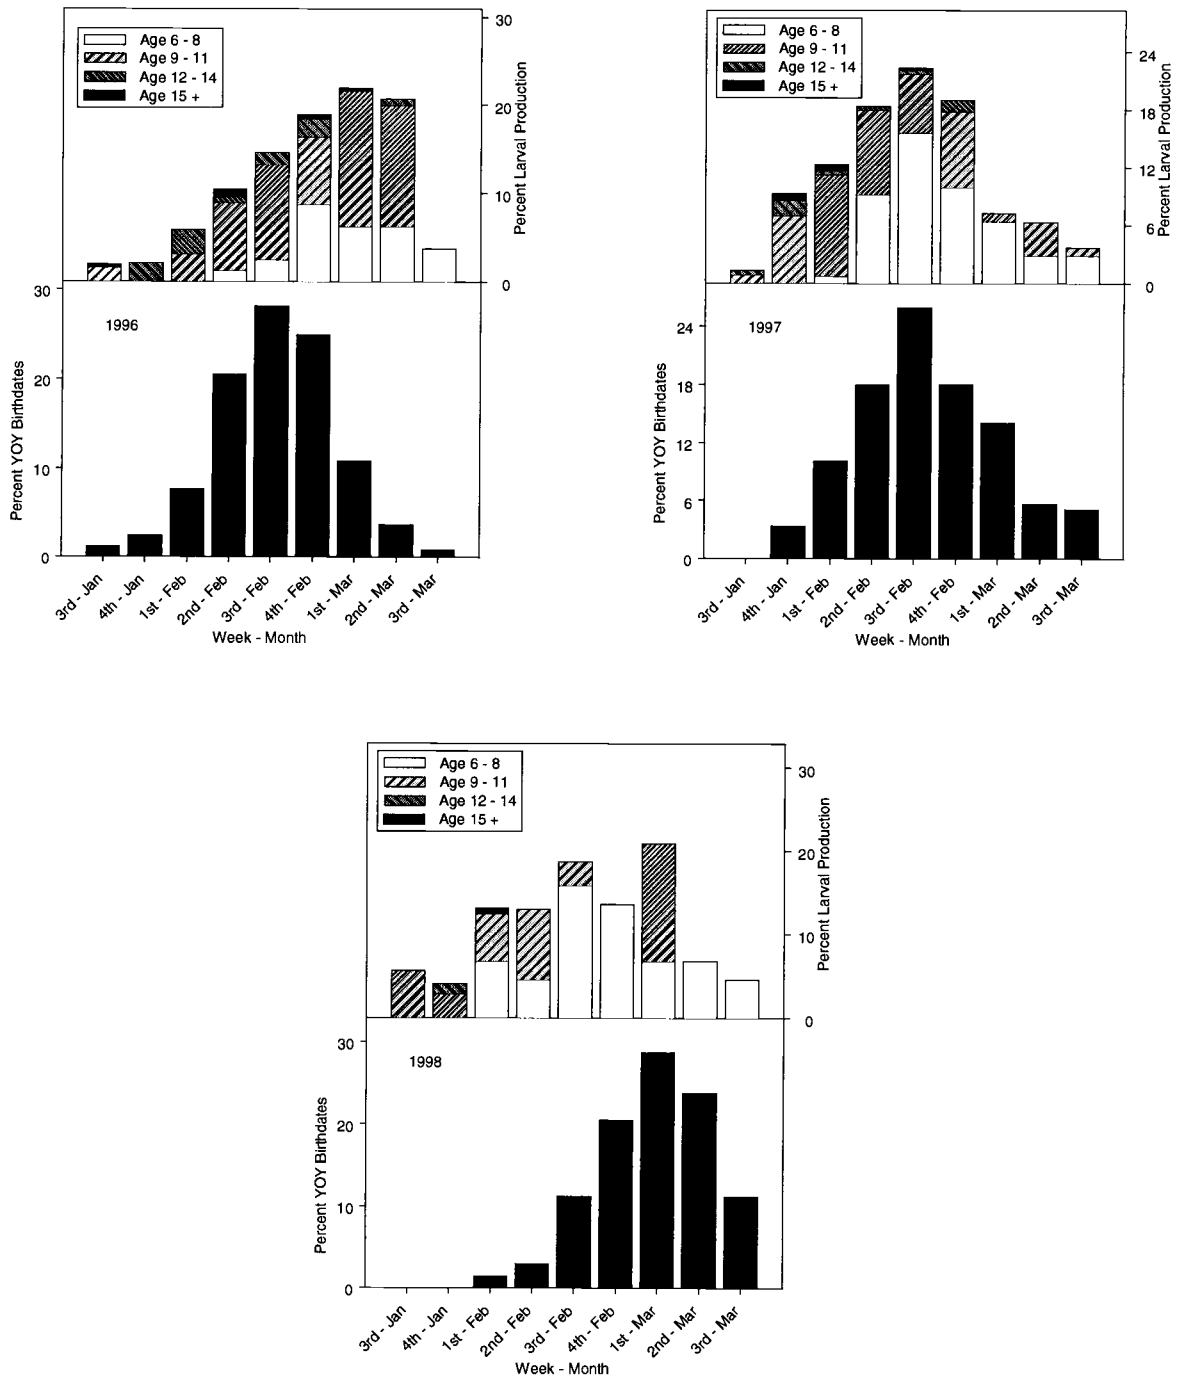 Age 6 - 8
Age 9 - 11
Age 12 - 14
Age 15 +
30
20
10
0
Percent Larval Production
30
20
10
0
Percent YOY Birthdates
1996
3rd - Jan
4th - Jan
1st - Feb
2nd - Feb
3rd - Feb
4th - Feb
1st - Mar
2nd - Mar
3rd - Mar
Week - Month
Age 6 - 8
Age 9 - 11
Age 12 - 14
Age 15 +
24
18
12
6
0
Percent Larval Production
24
18
12
6
0
Percent YOY Birthdates
1997
3rd - Jan
4th - Jan
1st - Feb
2nd - Feb
3rd - Feb
4th - Feb
1st - Mar
2nd - Mar
3rd - Mar
Week - Month
Age 6 - 8
Age 9 - 11
Age 12 - 14
Age 15 +
30
20
10
0
Percent Larval Production
30
20
10
0
Percent YOY Birthdates
1998
3rd - Jan
4th - Jan
1st - Feb
2nd - Feb
3rd - Feb
4th - Feb
1st - Mar
2nd - Mar
3rd - Mar
Week - Month